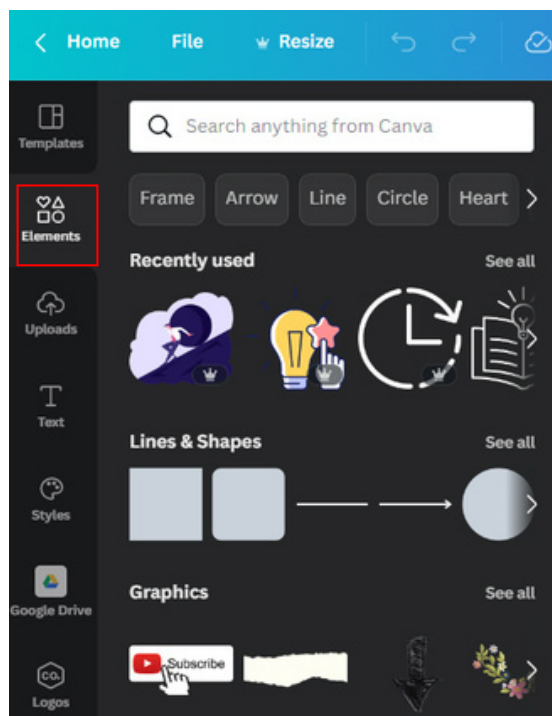 Home File Resize
Templates
Search anything from Canva
Frame Arrow Line Circle Heart
Elements
Recently used See all
Uploads
Text
Lines & Shapes See all
Styles
Google Drive
Graphics See all
Subscribe
CO.
Logos